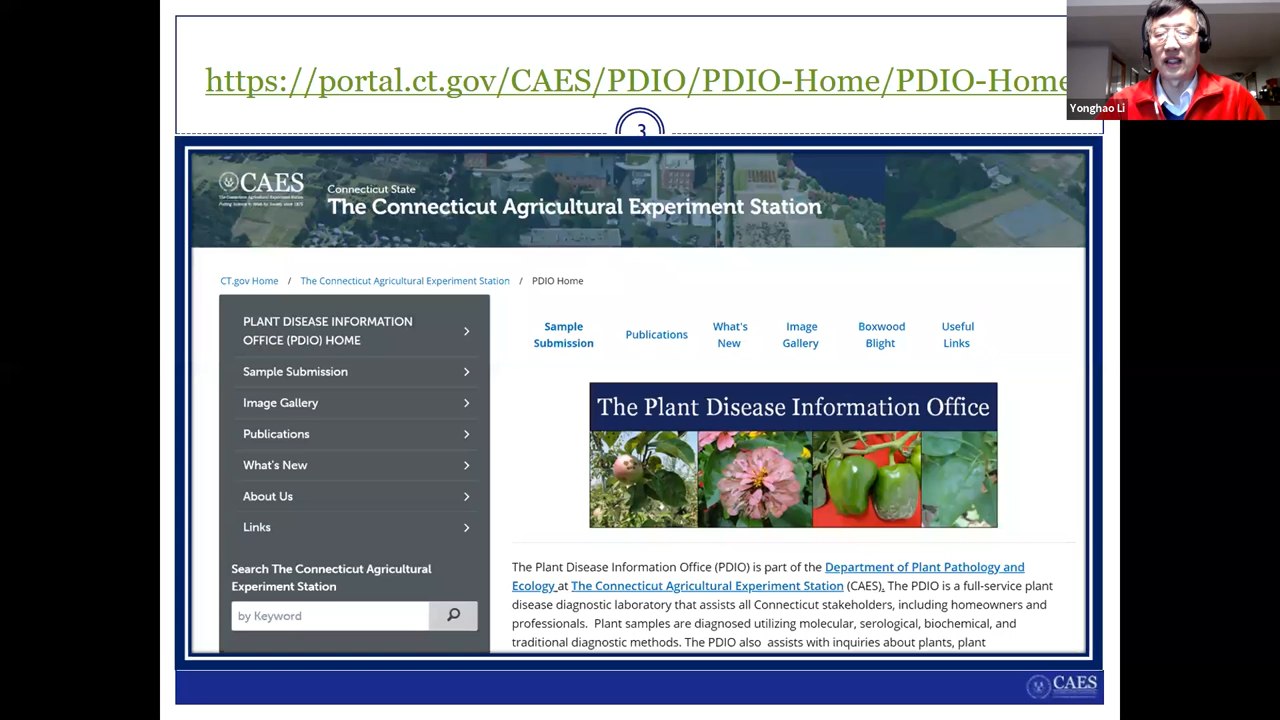 https://portal.ct.gov/CAES/PDIO/PDIO-Home/PDIO-Home
Yonghao Li
3
CAES
Connecticut State
The Connecticut Agricultural Experiment Station
CT.gov Home / The Connecticut Agricultural Experiment Station / PDIO Home
PLANT DISEASE INFORMATION
OFFICE (PDIO) HOME
Sample Submission
Image Gallery
Publications
What's New
About Us
Links
Search The Connecticut Agricultural
Experiment Station
by Keyword
Sample
Submission
Publications
What's
New
Image
Gallery
Boxwood
Blight
Useful
Links
The Plant Disease Information Office
The Plant Disease Information Office (PDIO) is part of the Department of Plant Pathology and
Ecology at The Connecticut Agricultural Experiment Station (CAES). The PDIO is a full-service plant
disease diagnostic laboratory that assists all Connecticut stakeholders, including homeowners and
professionals. Plant samples are diagnosed utilizing molecular, serological, biochemical, and
traditional diagnostic methods. The PDIO also assists with inquiries about plants, plant
CAES